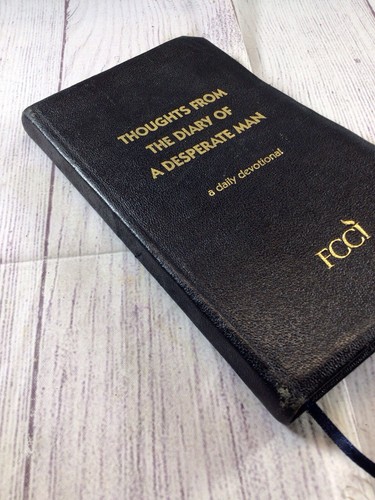 THOUGHTS FROM
THE DIARY OF
A DESPERATE MAN
a daily devotional
FCCI